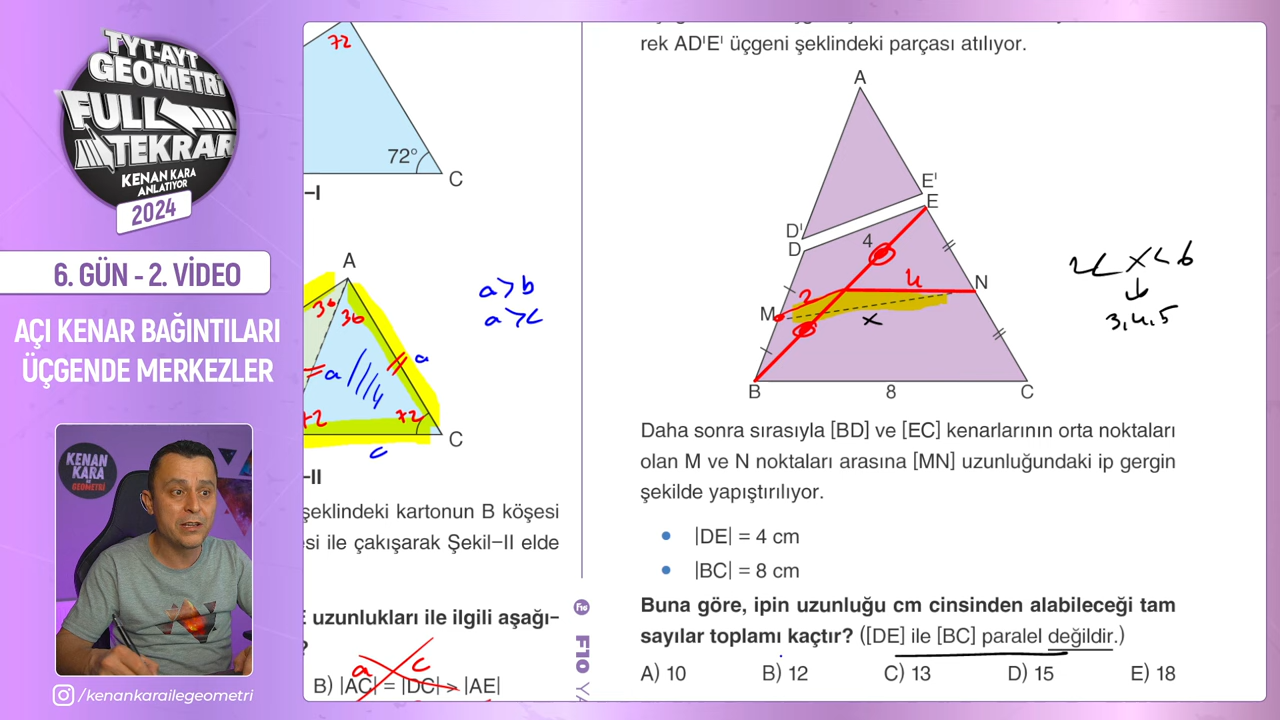 TYT-AYT
GEOMETRİ
FULL
TEKRAR
KENAN KARA
ANLATIYOR
2024
6. GÜN - 2. VİDEO
AÇI KENAR BAĞINTILARI
ÜÇGENDE MERKEZLER
KENAN
KARA
GEOMETRİ
/kenankarailegeometri
72
72°
C
–I
A
36
36
a
a
4
72
C
c
–II
a>b
a>c
şeklindeki kartonun B köşesi
si ile çakışarak Şekil–II elde
E uzunlukları ile ilgili aşağı-
?
a
c
B) |AC| = |DC| > |AE|
F10
rek AD'E' üçgeni şeklindeki parçası atılıyor.
A
E'
E
D'
D
4
N
4
2
M
x
B
8
C
2< x < 6
3,4,5
Daha sonra sırasıyla [BD] ve [EC] kenarlarının orta noktaları
olan M ve N noktaları arasına [MN] uzunluğundaki ip gergin
şekilde yapıştırılıyor.
• |DE| = 4 cm
• |BC| = 8 cm
Buna göre, ipin uzunluğu cm cinsinden alabileceği tam
sayılar toplamı kaçtır? ([DE] ile [BC] paralel değildir.)
A) 10 B) 12 C) 13 D) 15 E) 18